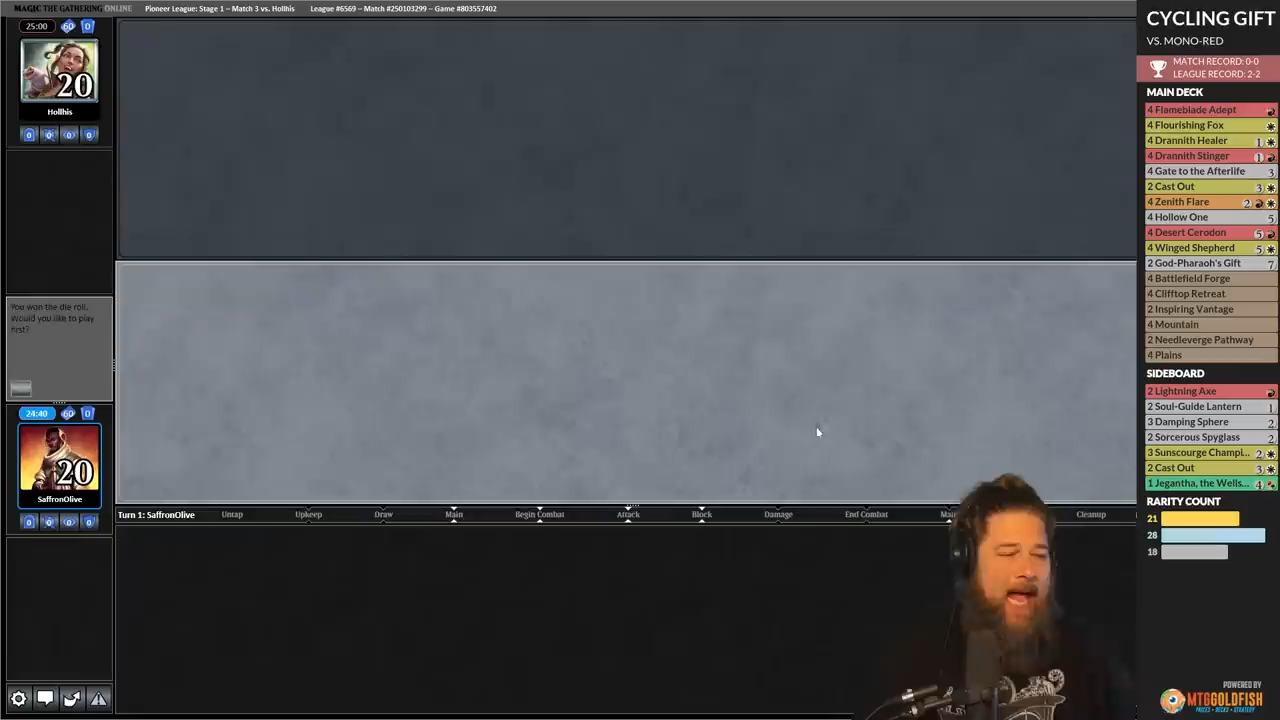 MAGIC THE GATHERING ONLINE Pioneer League: Stage 1 – Match 3 vs. Hollhis League #6569 – Match #250103299 – Game #803557402
25:00 60 0
20
Hollhis
0 0 0 0
You won the die roll.
Would you like to play
first?
24:40 60 0
20
SaffronOlive
0 0 0 0
Turn 1: SaffronOlive Untap Upkeep Draw Main Begin Combat Attack Block Damage End Combat Main Cleanup
CYCLING GIFT
VS. MONO-RED
MATCH RECORD: 0-0
LEAGUE RECORD: 2-2
MAIN DECK
4 Flameblade Adept
4 Flourishing Fox
4 Drannith Healer 1
4 Drannith Stinger 1
4 Gate to the Afterlife 3
2 Cast Out 3
4 Zenith Flare 2
4 Hollow One 5
4 Desert Cerodon 5
4 Winged Shepherd 5
2 God-Pharaoh's Gift 7
4 Battlefield Forge
4 Clifftop Retreat
2 Inspiring Vantage
4 Mountain
2 Needleverge Pathway
4 Plains
SIDEBOARD
2 Lightning Axe
2 Soul-Guide Lantern 1
3 Damping Sphere 2
2 Sorcerous Spyglass 2
3 Sunscourge Champi... 2
2 Cast Out 3
1 Jegantha, the Wells... 4
RARITY COUNT
21
28
18
POWERED BY
MTGGOLDFISH
PRICES • DECKS • STRATEGY